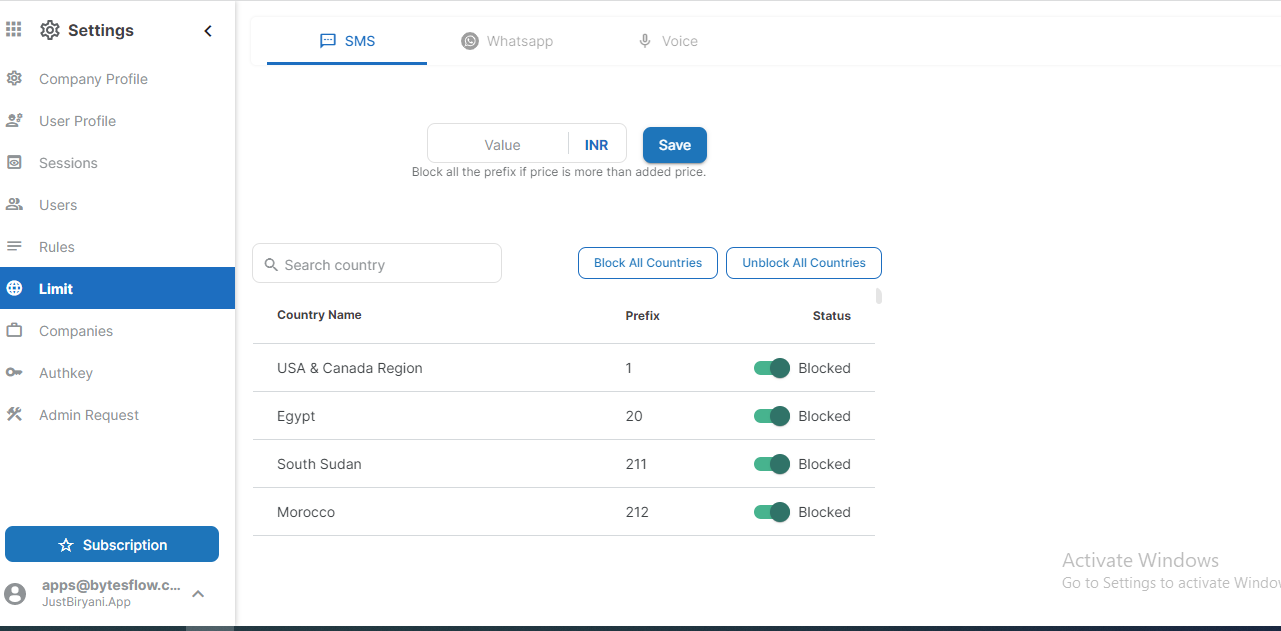 Settings
Company Profile
User Profile
Sessions
Users
Rules
Limit
Companies
Authkey
Admin Request
Subscription
apps@bytesflow.c...
JustBiryani.App
SMS Whatsapp Voice
Value INR Save
Block all the prefix if price is more than added price.
Search country Block All Countries Unblock All Countries
Country Name Prefix Status
USA & Canada Region 1 Blocked
Egypt 20 Blocked
South Sudan 211 Blocked
Morocco 212 Blocked
Activate Windows
Go to Settings to activate Windo